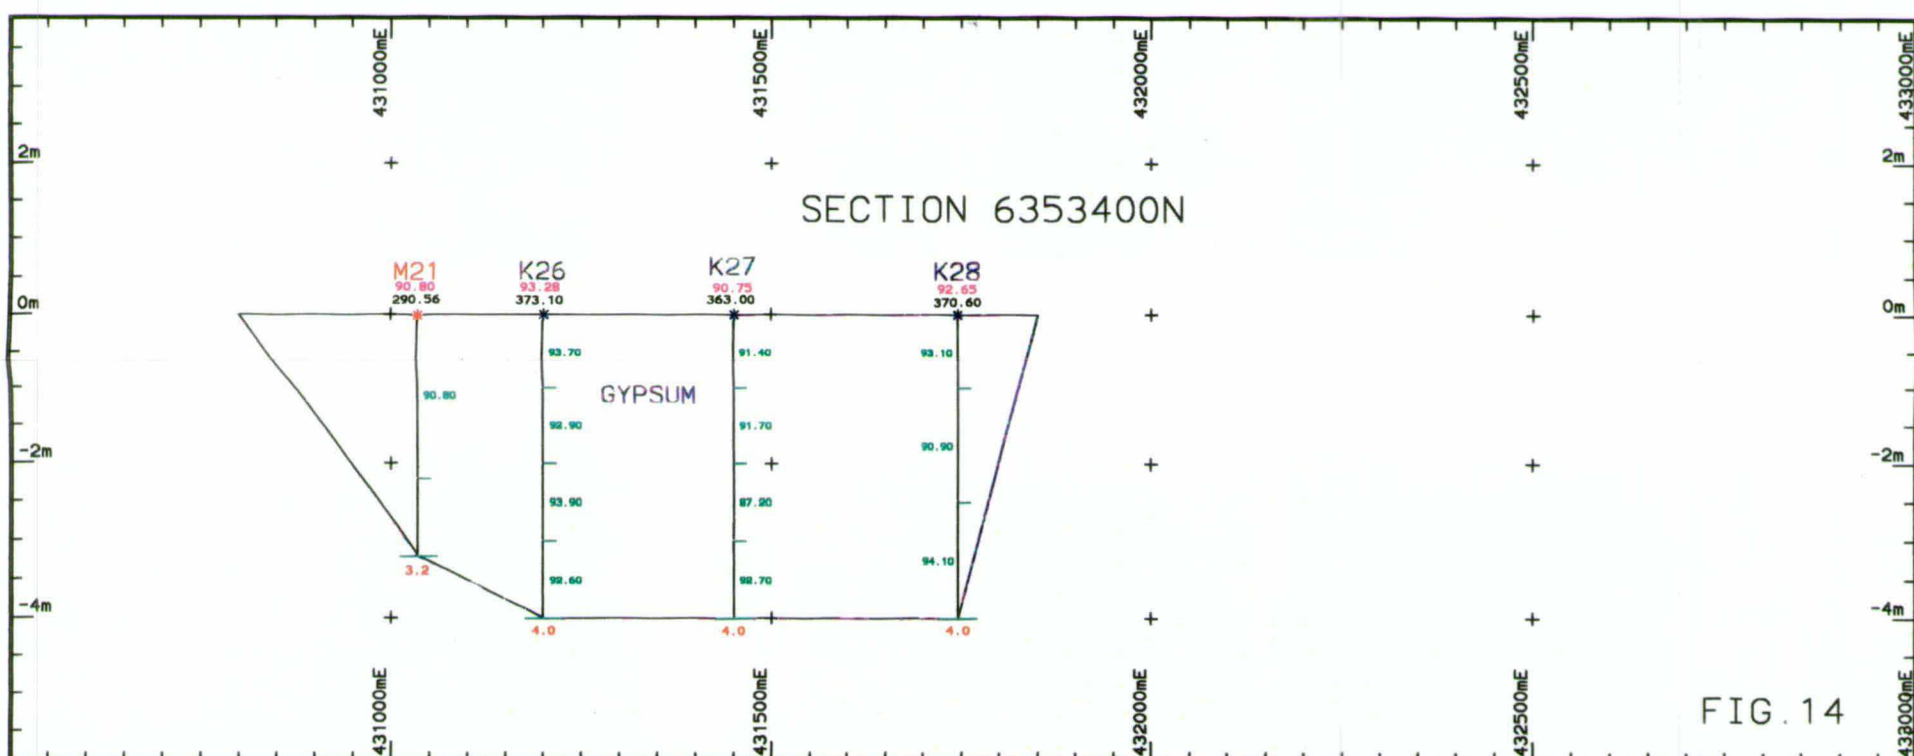 431000mE 431500mE 432000mE 432500mE 433000mE
2m 2m
SECTION 6353400N
M21 K26 K27 K28
90.80 93.28 90.75 92.65
290.56 373.10 363.00 370.60
0m 0m
93.70 91.40 93.10
90.80 GYPSUM
92.90 91.70
90.90
-2m -2m
93.90 87.20
94.10
3.2
92.60 92.70
-4m -4m
4.0 4.0 4.0
431000mE 431500mE 432000mE 432500mE 433000mE
FIG.14